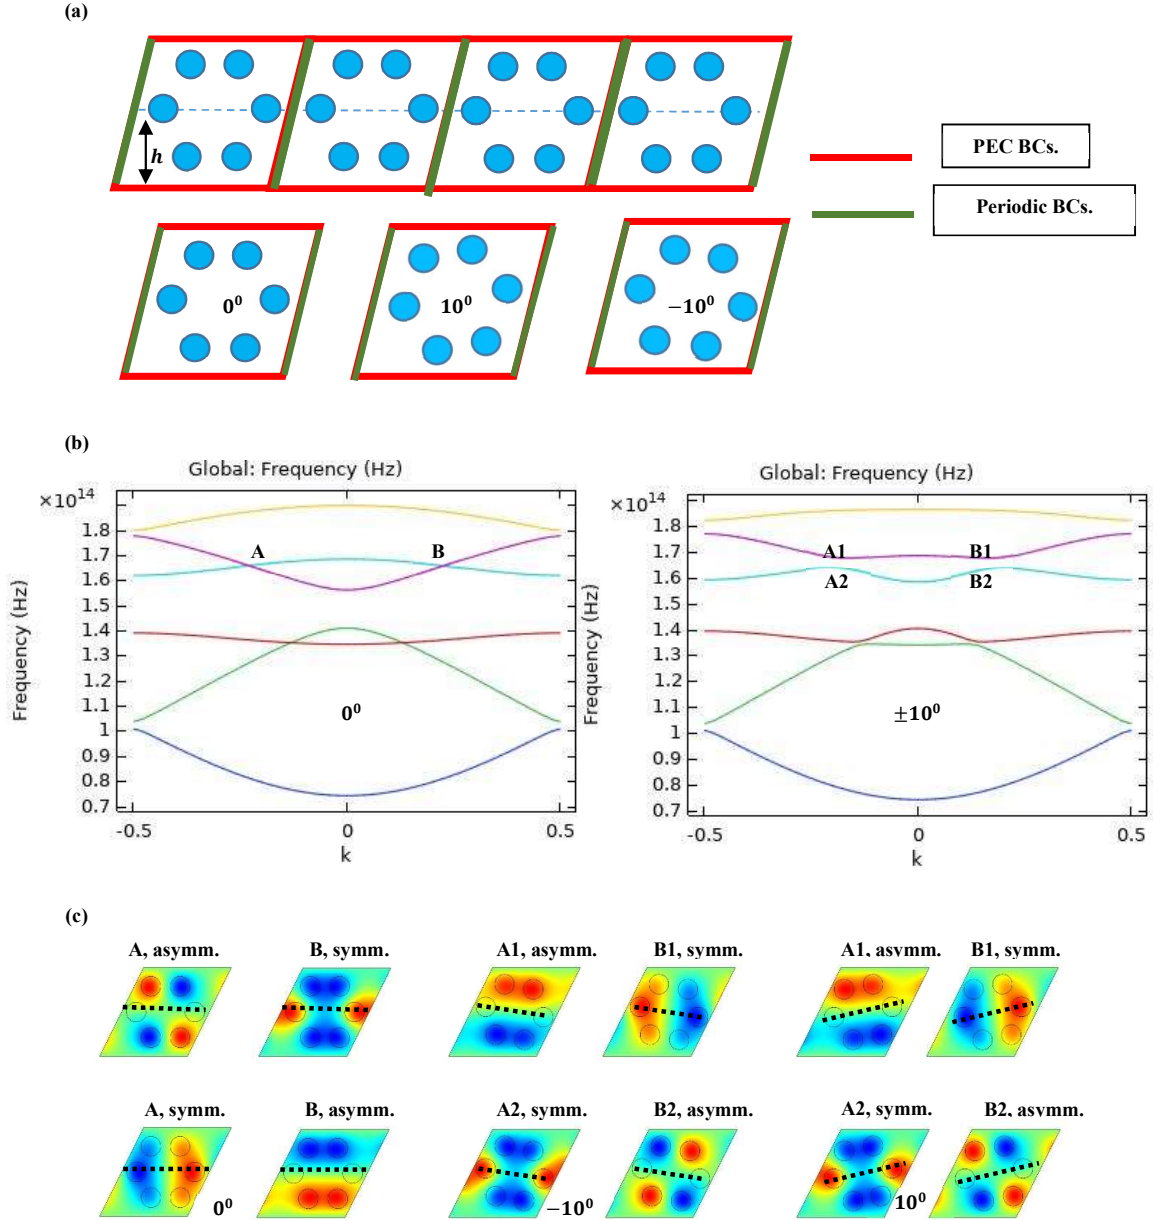 (a)
h
PEC BCs.
Periodic BCs.
0⁰
10⁰
−10⁰
(b)
Global: Frequency (Hz)
×10¹⁴
Frequency (Hz)
1.8
1.7
1.6
1.5
1.4
1.3
1.2
1.1
1
0.9
0.8
0.7
A
B
0⁰
-0.5
0
0.5
k
Global: Frequency (Hz)
×10¹⁴
Frequency (Hz)
1.8
1.7
1.6
1.5
1.4
1.3
1.2
1.1
1
0.9
0.8
0.7
A1
B1
A2
B2
±10⁰
-0.5
0
0.5
k
(c)
A, asymm.
B, symm.
A1, asymm.
B1, symm.
A1, asymm.
B1, symm.
A, symm.
B, asymm.
A2, symm.
B2, asymm.
A2, symm.
B2, asymm.
0⁰
−10⁰
10⁰